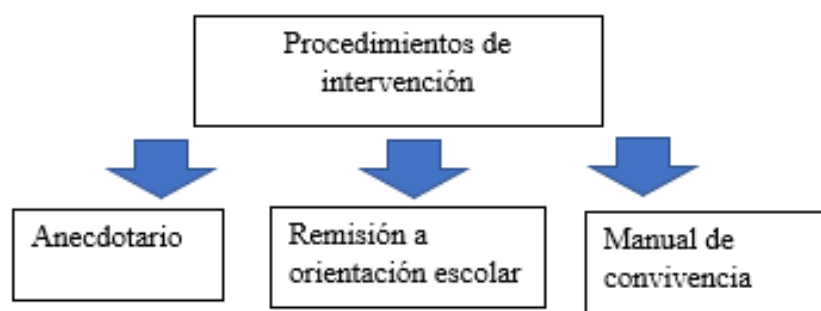 Procedimientos de
intervención
Anecdotario
Remisión a
orientación escolar
Manual de
convivencia